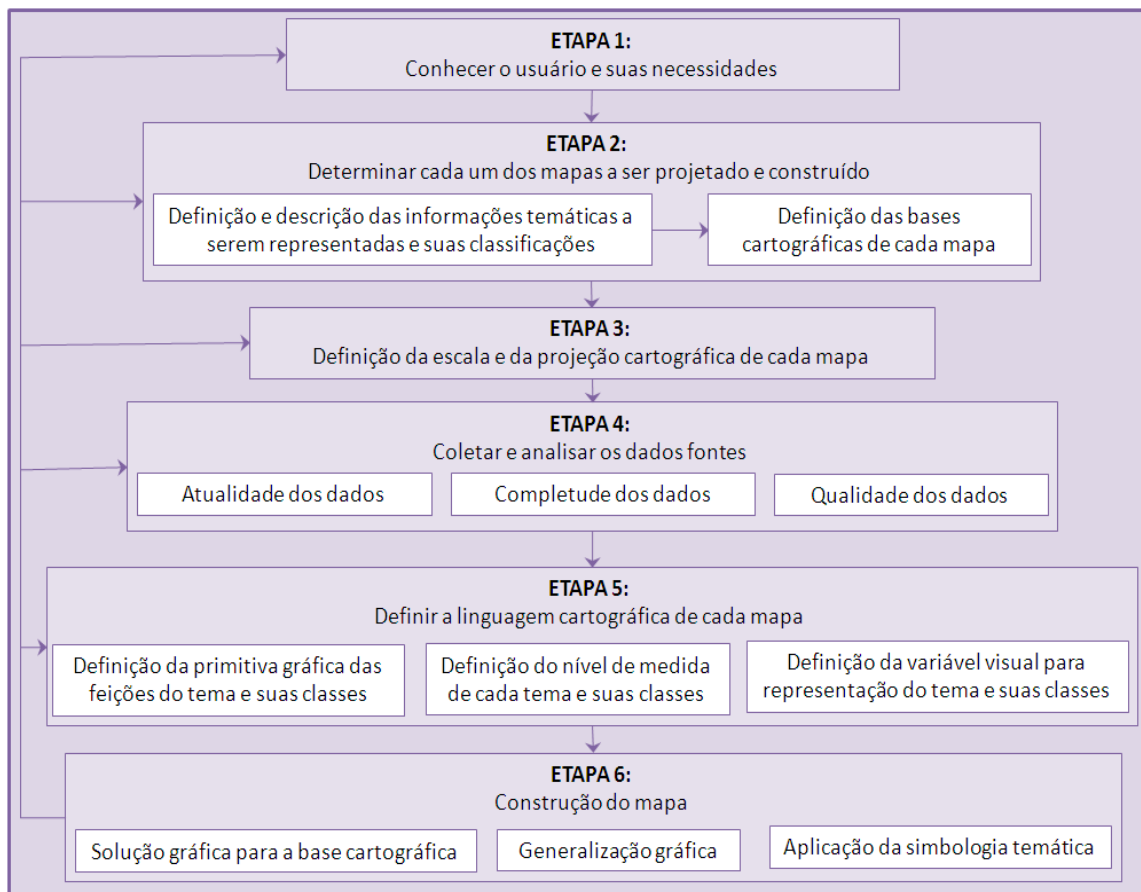 ETAPA 1:
Conhecer o usuário e suas necessidades
ETAPA 2:
Determinar cada um dos mapas a ser projetado e construído
Definição e descrição das informações temáticas a
serem representadas e suas classificações
Definição das bases
cartográficas de cada mapa
ETAPA 3:
Definição da escala e da projeção cartográfica de cada mapa
ETAPA 4:
Coletar e analisar os dados fontes
Atualidade dos dados
Completude dos dados
Qualidade dos dados
ETAPA 5:
Definir a linguagem cartográfica de cada mapa
Definição da primitiva gráfica das
feições do tema e suas classes
Definição do nível de medida
de cada tema e suas classes
Definição da variável visual para
representação do tema e suas classes
ETAPA 6:
Construção do mapa
Solução gráfica para a base cartográfica
Generalização gráfica
Aplicação da simbologia temática